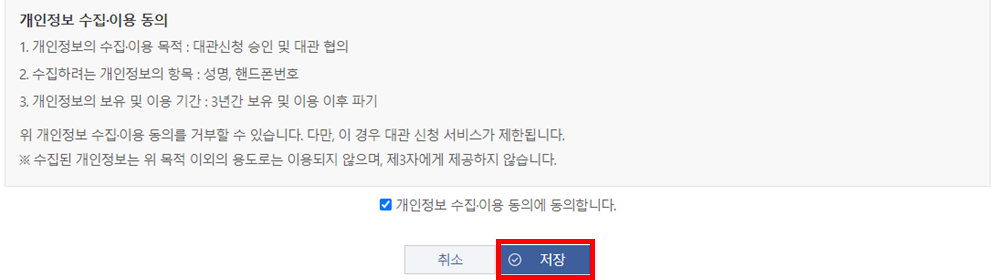 개인정보 수집·이용 동의
1. 개인정보의 수집·이용 목적 : 대관신청 승인 및 대관 협의
2. 수집하려는 개인정보의 항목 : 성명, 핸드폰번호
3. 개인정보의 보유 및 이용 기간 : 3년간 보유 및 이용 이후 파기
위 개인정보 수집·이용 동의를 거부할 수 있습니다. 다만, 이 경우 대관 신청 서비스가 제한됩니다.
※ 수집된 개인정보는 위 목적 이외의 용도로는 이용되지 않으며, 제3자에게 제공하지 않습니다.
개인정보 수집·이용 동의에 동의합니다.
취소 저장